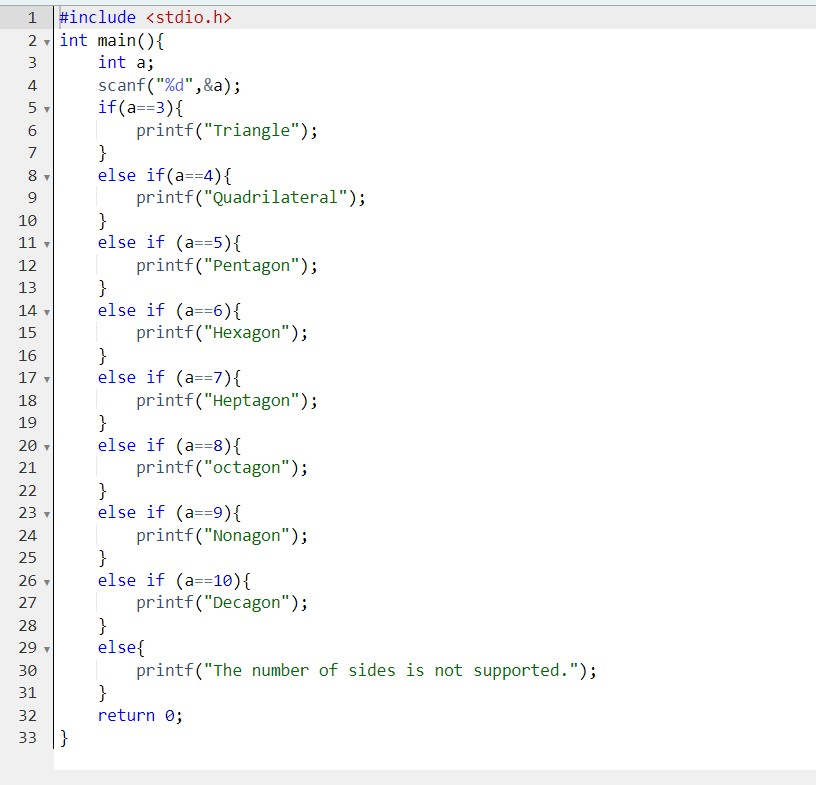 1 #include <stdio.h>
2 int main(){
3 int a;
4 scanf("%d",&a);
5 if(a==3){
6 printf("Triangle");
7 }
8 else if(a==4){
9 printf("Quadrilateral");
10 }
11 else if (a==5){
12 printf("Pentagon");
13 }
14 else if (a==6){
15 printf("Hexagon");
16 }
17 else if (a==7){
18 printf("Heptagon");
19 }
20 else if (a==8){
21 printf("octagon");
22 }
23 else if (a==9){
24 printf("Nonagon");
25 }
26 else if (a==10){
27 printf("Decagon");
28 }
29 else{
30 printf("The number of sides is not supported.");
31 }
32 return 0;
33 }